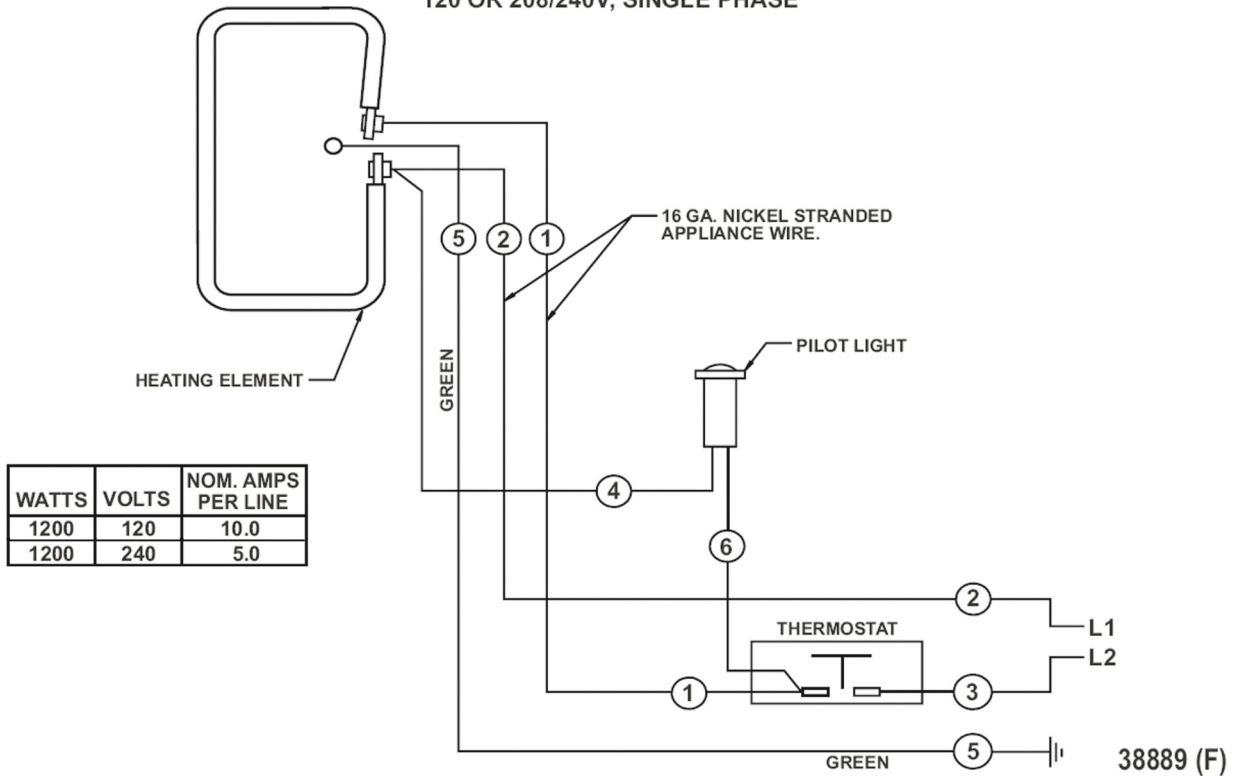 120 OR 208/240V, SINGLE PHASE
5
2
1
16 GA. NICKEL STRANDED
APPLIANCE WIRE.
PILOT LIGHT
HEATING ELEMENT
GREEN
WATTS VOLTS NOM. AMPS PER LINE
1200 120 10.0
1200 240 5.0
4
6
2
THERMOSTAT
L1
L2
1
3
5
GREEN
38889 (F)